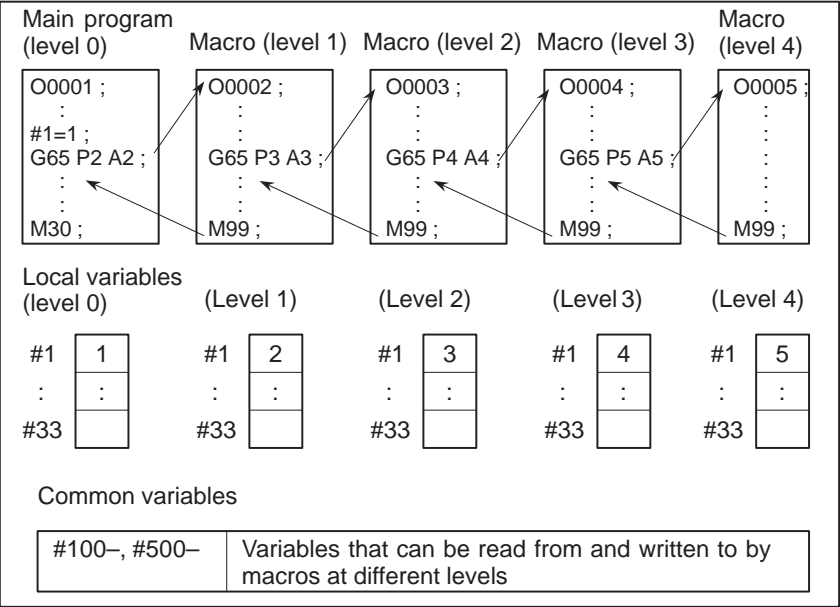 Main program
(level 0)
Macro (level 1)
Macro (level 2)
Macro (level 3)
Macro
(level 4)
O0001 ;
:
#1=1 ;
G65 P2 A2 ;
:
:
M30 ;
O0002 ;
:
:
G65 P3 A3 ;
:
:
M99 ;
O0003 ;
:
:
G65 P4 A4 ;
:
:
M99 ;
O0004 ;
:
:
G65 P5 A5 ;
:
:
M99 ;
O0005 ;
:
:
:
:
:
M99 ;
Local variables
(level 0)
(Level 1)
(Level 2)
(Level 3)
(Level 4)
#1 1
: :
#33
#1 2
: :
#33
#1 3
: :
#33
#1 4
: :
#33
#1 5
: :
#33
Common variables
#100–, #500–
Variables that can be read from and written to by
macros at different levels